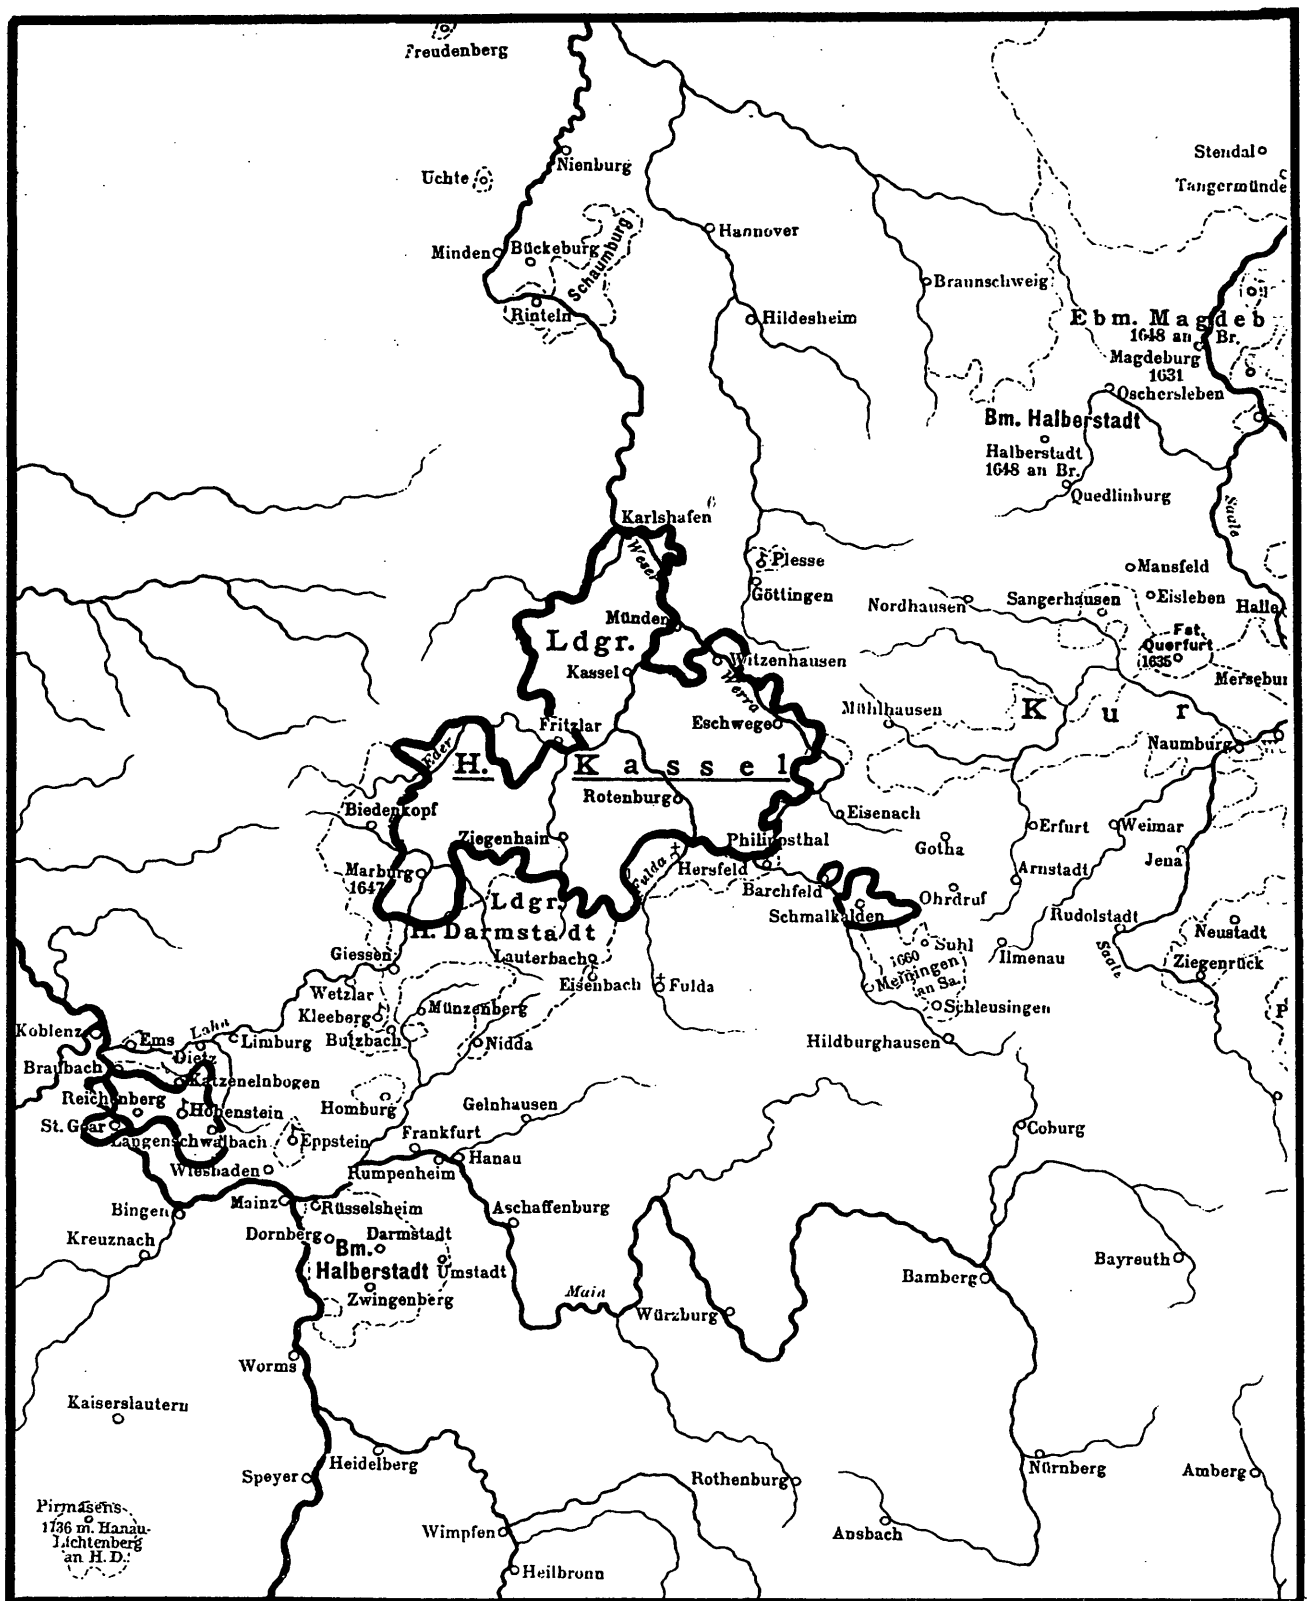 Freudenberg
Stendal
Nienburg
Uchte
Tangermünde
Hannover
Minden
Bückeburg
Schaumburg
Braunschweig
Rinteln
Hildesheim
Ebm. Magdeb
1648 an Br.
Magdeburg
1631
Oschersleben
Bm. Halberstadt
Halberstadt
1648 an Br.
Quedlinburg
Saale
Karlshafen
Weser
Plesse
Mansfeld
Göttingen
Nordhausen
Sangerhausen
Eisleben
Halle
Münden
Ldgr.
Fst.
Querfurt
1635
Kassel
Witzenhausen
Mersebur
Werra
Mühlhausen
Kur
Fritzlar
Eschwege
Naumburg
Eder
H. Kassel
Rotenburg
Biedenkopf
Eisenach
Erfurt
Weimar
Ziegenhain
Philippsthal
Gotha
Jena
Marburg
1647
Fulda
Hersfeld
Arnstadt
Barchfeld
Ohrdruf
Ldgr.
Schmalkalden
Rudolstadt
H. Darmstadt
Neustadt
Suhl
Saale
Giessen
Lauterbach
1660
Ilmenau
Ziegenrück
Meiningen
an Sa.
Eisenbach
Fulda
Wetzlar
Münzenberg
Schleusingen
Kleeberg
Koblenz
Lahn
Ems
Limburg
Butzbach
Nidda
Hildburghausen
Dietz
Braubach
Katzenelnbogen
Reichenberg
Hohenstein
Homburg
Gelnhausen
St. Goar
Coburg
Langenschwalbach
Eppstein
Frankfurt
Wiesbaden
Rumpenheim
Hanau
Bingen
Mainz
Rüsselsheim
Aschaffenburg
Kreuznach
Dornberg
Darmstadt
Bm.
Halberstadt
Umstadt
Bayreuth
Bamberg
Zwingenberg
Main
Würzburg
Worms
Kaiserslautern
Heidelberg
Speyer
Rothenburg
Nürnberg
Amberg
Pirmasens
1736 m. Hanau-
Lichtenberg
an H. D.
Wimpfen
Ansbach
Heilbronn